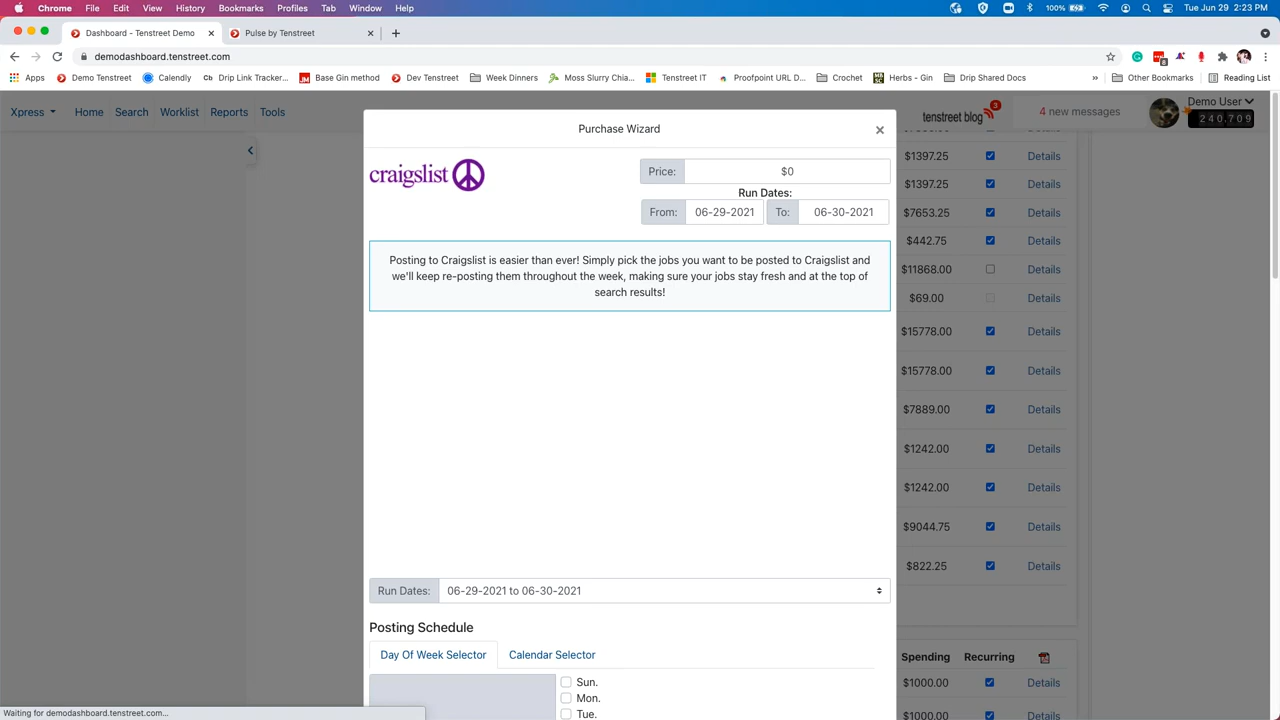 Chrome File Edit View History Bookmarks Profiles Tab Window Help 100% Tue Jun 29 2:23 PM
Dashboard - Tenstreet Demo Pulse by Tenstreet
demodashboard.tenstreet.com
Apps Demo Tenstreet Calendly Drip Link Tracker... Base Gin method Dev Tenstreet Week Dinners Moss Slurry Chia... Tenstreet IT Proofpoint URL D... Crochet Herbs - Gin Drip Shared Docs » Other Bookmarks Reading List
Xpress Home Search Worklist Reports Tools tenstreet blog 3 4 new messages Demo User
240,709
Purchase Wizard ×
craigslist
Price: $0
Run Dates:
From: 06-29-2021 To: 06-30-2021
Posting to Craigslist is easier than ever! Simply pick the jobs you want to be posted to Craigslist and
we'll keep re-posting them throughout the week, making sure your jobs stay fresh and at the top of
search results!
Run Dates: 06-29-2021 to 06-30-2021
Posting Schedule
Day Of Week Selector Calendar Selector
Sun.
Mon.
Tue.
$1397.25 Details
$1397.25 Details
$7653.25 Details
$442.75 Details
$11868.00 Details
$69.00 Details
$15778.00 Details
$15778.00 Details
$7889.00 Details
$1242.00 Details
$1242.00 Details
$9044.75 Details
$822.25 Details
Spending Recurring
$1000.00 Details
$1000.00 Details
Waiting for demodashboard.tenstreet.com...